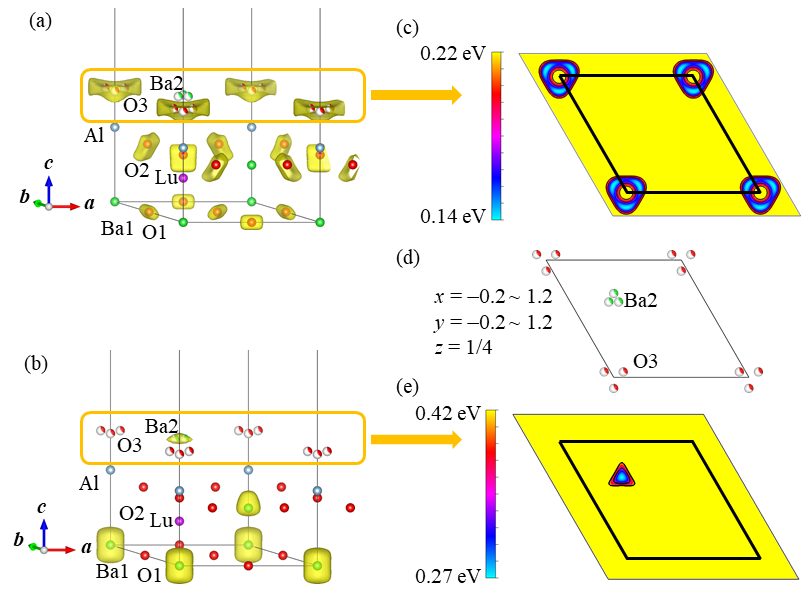 (a)
Ba2
O3
Al
O2
Lu
c
b
a
Ba1
O1
(c)
0.22 eV
0.14 eV
(d)
x = −0.2 ~ 1.2
y = −0.2 ~ 1.2
z = 1/4
Ba2
O3
(b)
Ba2
O3
Al
O2
Lu
c
b
a
Ba1
O1
(e)
0.42 eV
0.27 eV